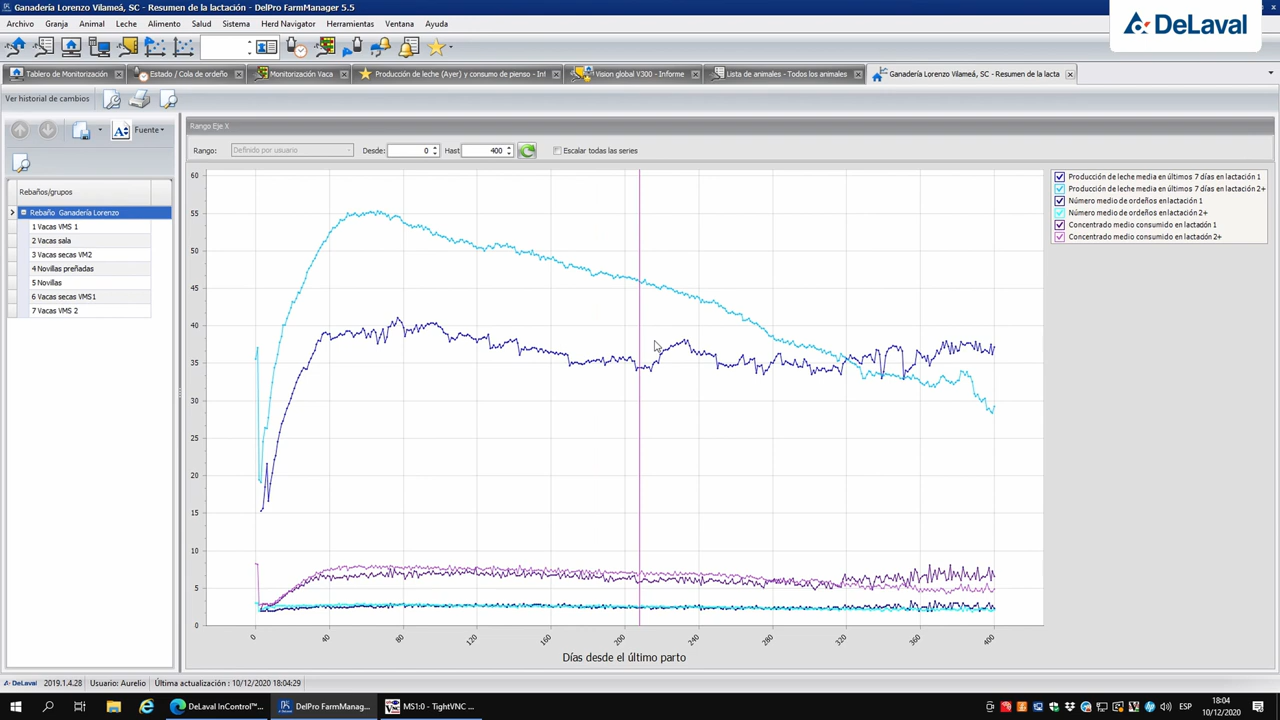 Ganadería Lorenzo Vilameá, SC - Resumen de la lactación - DelPro FarmManager 5.5
DeLaval
Archivo Granja Animal Leche Alimento Salud Sistema Herd Navigator Herramientas Ventana Ayuda
Tablero de Monitorización Estado / Cola de ordeño Monitorización Vaca Producción de leche (Ayer) y consumo de pienso - Inf Vision global V300 - Informe Lista de animales - Todos los animales Ganadería Lorenzo Vilameá, SC - Resumen de la lacta
Ver historial de cambios
Fuente
Rebaños/grupos
Rebaño Ganadería Lorenzo
1 Vacas VMS 1
2 Vacas sala
3 Vacas secas VM2
4 Novillas preñadas
5 Novillas
6 Vacas secas VMS1
7 Vacas VMS 2
Rango Eje X
Rango: Definido por usuario Desde: 0 Hast 400 Escalar todas las series
60
55
50
45
40
35
30
25
20
15
10
5
0
0 40 80 120 160 200 240 280 320 360 400
Días desde el último parto
Producción de leche media en últimos 7 días en lactación 1
Producción de leche media en últimos 7 días en lactación 2+
Número medio de ordeños en lactación 1
Número medio de ordeños en lactación 2+
Concentrado medio consumido en lactación 1
Concentrado medio consumido en lactación 2+
DeLaval 2019.1.4.28 Usuario: Aurelio Última actualización : 10/12/2020 18:04:29
DeLaval InControl™... DelPro FarmManag... MS1:0 - TightVNC ...
ESP
18:04
10/12/2020